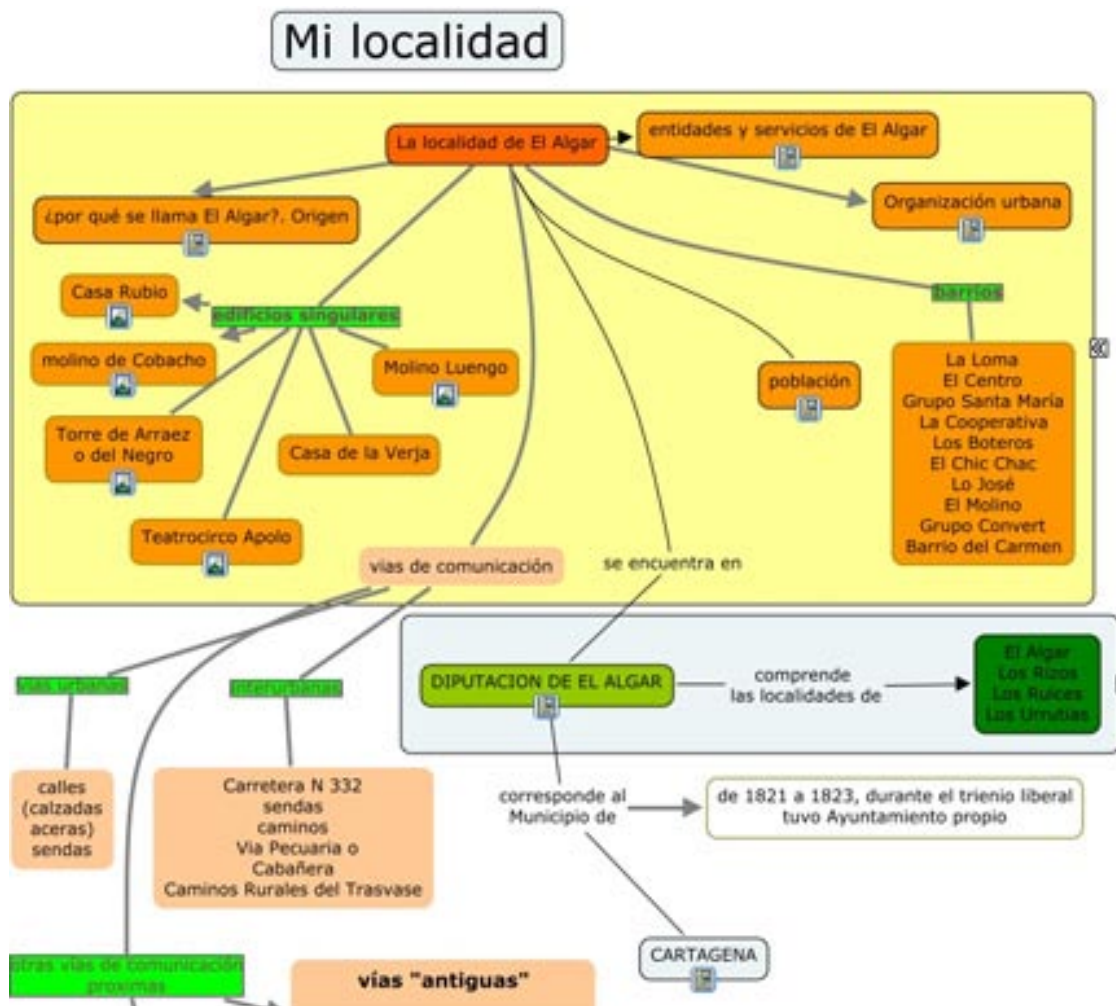 Mi localidad
La localidad de El Algar
entidades y servicios de El Algar
¿por qué se llama El Algar?. Origen
Organización urbana
Casa Rubio
edificios singulares
barrios
molino de Cobacho
Molino Luengo
población
La Loma
El Centro
Grupo Santa María
La Cooperativa
Los Boteros
El Chic Chac
Lo José
El Molino
Grupo Convert
Barrio del Carmen
Torre de Arraez
o del Negro
Casa de la Verja
Teatrocirco Apolo
vias de comunicación
se encuentra en
vias urbanas
interurbanas
DIPUTACION DE EL ALGAR
comprende
las localidades de
El Algar
Los Rizos
Los Ruices
Los Urrutias
calles
(calzadas
aceras)
sendas
Carretera N 332
sendas
caminos
Via Pecuaria o
Cabañera
Caminos Rurales del Trasvase
corresponde al
Municipio de
de 1821 a 1823, durante el trienio liberal
tuvo Ayuntamiento propio
CARTAGENA
otras vías de comunicación
proximas
vías "antiguas"